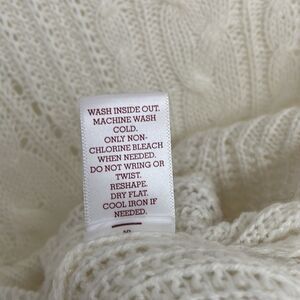 WASH INSIDE OUT.
MACHINE WASH
COLD.
ONLY NON-
CHLORINE BLEACH
WHEN NEEDED.
DO NOT WRING OR
TWIST.
RESHAPE.
DRY FLAT.
COOL IRON IF
NEEDED.